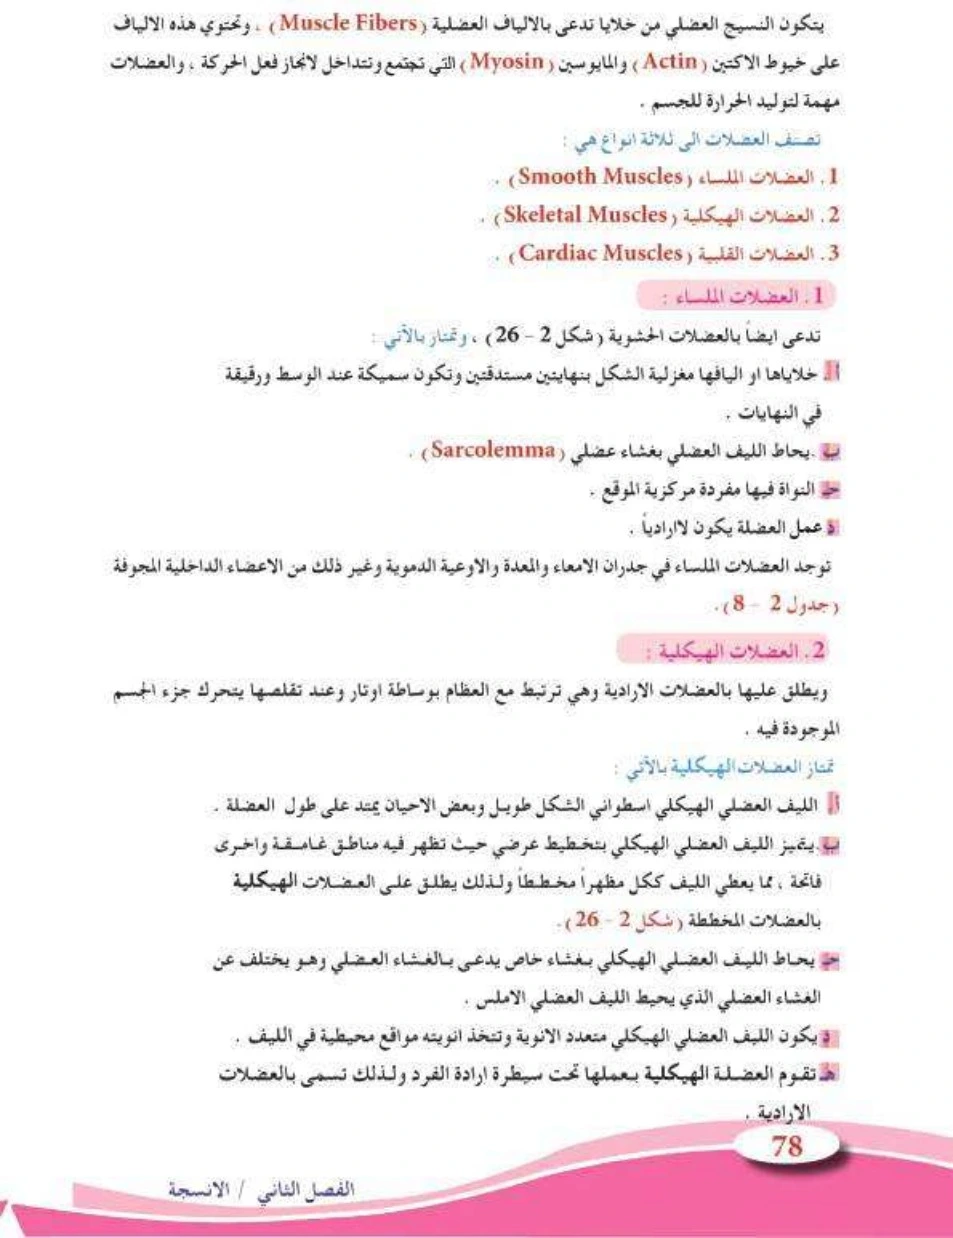 يتكون النسيج العضلي من خلايا تدعى بالالياف العضلية (Muscle Fibers) ، وتحتوي هذه الالياف
على خيوط الاكتين (Actin) والمايوسين (Myosin) التي تجتمع وتتداخل لانجاز فعل الحركة ، والعضلات
مهمة لتوليد الحرارة للجسم .
تصنف العضلات الى ثلاثة انواع هي :
1. العضلات الملساء (Smooth Muscles) .
2. العضلات الهيكلية (Skeletal Muscles) .
3. العضلات القلبية (Cardiac Muscles) .
1. العضلات الملساء :
تدعى ايضاً بالعضلات الحشوية (شكل 2 - 26) ، وتمتاز بالآتي :
أ. خلاياها او اليافها مغزلية الشكل بنهايتين مستدقتين وتكون سميكة عند الوسط ورقيقة
في النهايات .
ب. يحاط الليف العضلي بغشاء عضلي (Sarcolemma) .
جـ النواة فيها مفردة مركزية الموقع .
د عمل العضلة يكون لاارادياً .
توجد العضلات الملساء في جدران الامعاء والمعدة والاوعية الدموية وغير ذلك من الاعضاء الداخلية المجوفة
(جدول 2 - 8).
2. العضلات الهيكلية :
ويطلق عليها بالعضلات الارادية وهي ترتبط مع العظام بوساطة اوتار وعند تقلصها يتحرك جزء الجسم
الموجودة فيه .
تمتاز العضلات الهيكلية بالآتي :
أ. الليف العضلي الهيكلي اسطواني الشكل طويل وبعض الاحيان يمتد على طول العضلة .
ب. يتميز الليف العضلي الهيكلي بتخطيط عرضي حيث تظهر فيه مناطق غامقة واخرى
فاتحة ، مما يعطي الليف ككل مظهراً مخططاً ولذلك يطلق على العضلات الهيكلية
بالعضلات المخططة (شكل 2 - 26).
جـ يحاط الليف العضلي الهيكلي بغشاء خاص يدعى بالغشاء العضلي وهو يختلف عن
الغشاء العضلي الذي يحيط الليف العضلي الاملس .
د يكون الليف العضلي الهيكلي متعدد الانوية وتتخذ انويته مواقع محيطية في الليف .
هـ تقوم العضلة الهيكلية بعملها تحت سيطرة ارادة الفرد ولذلك تسمى بالعضلات
الارادية .
78
الفصل الثاني / الانسجة